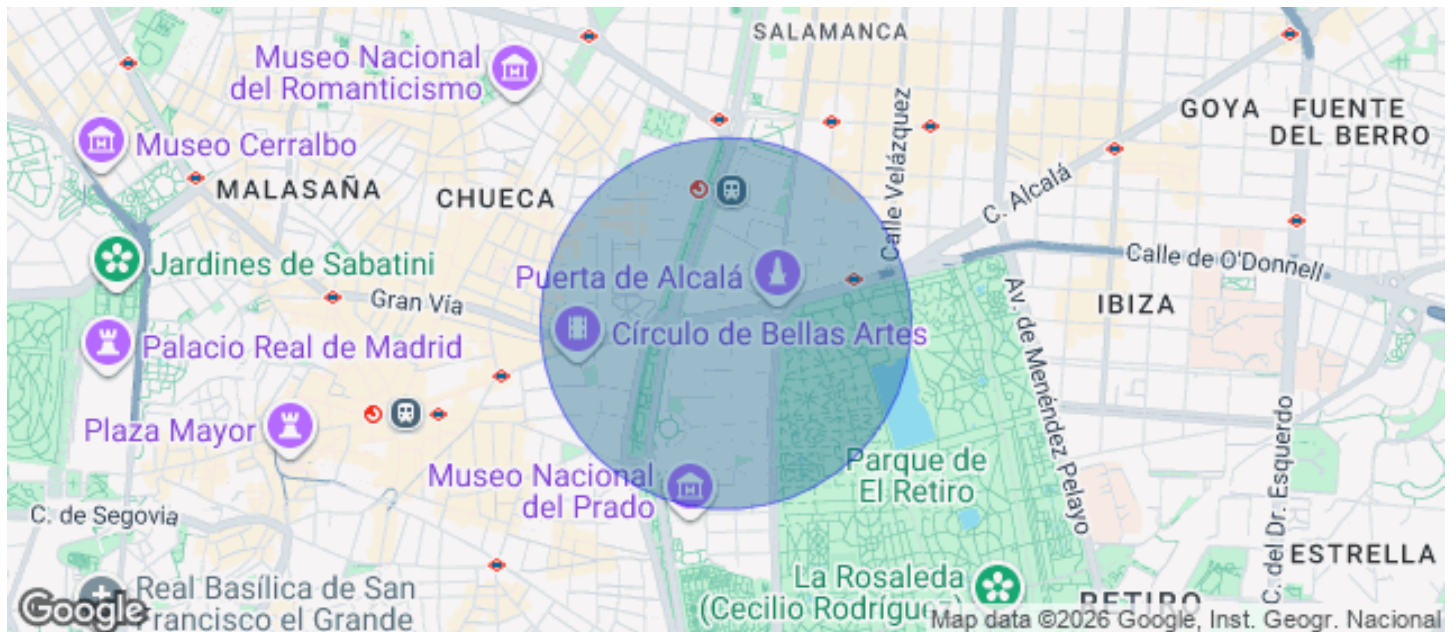 SALAMANCA
Museo Nacional
del Romanticismo
GOYA
FUENTE
DEL BERRO
Calle Velázquez
Museo Cerralbo
MALASAÑA
CHUECA
C. Alcalá
Jardines de Sabatini
Puerta de Alcalá
Calle de O'Donnell
Gran Vía
IBIZA
Círculo de Bellas Artes
Palacio Real de Madrid
Av. de Menéndez Pelayo
Plaza Mayor
Museo Nacional
del Prado
Parque de
El Retiro
C. del Dr. Esquerdo
C. de Segovia
ESTRELLA
La Rosaleda
(Cecilio Rodríguez)
RETIRO
Real Basílica de San
Francisco el Grande
Google
Map data ©2026 Google, Inst. Geogr. Nacional